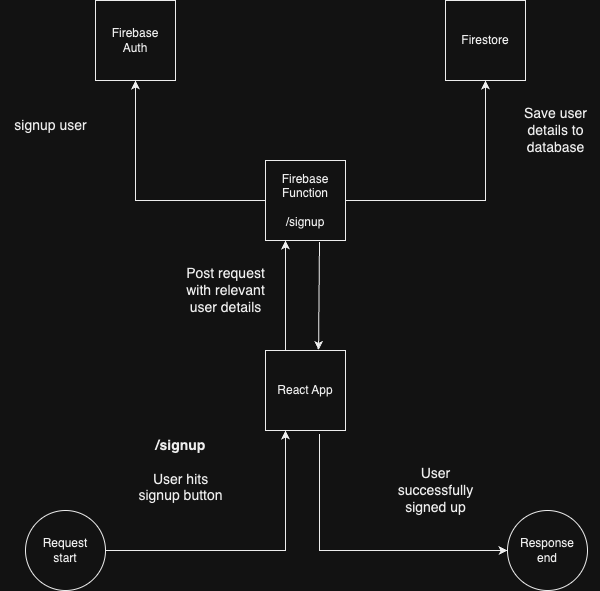 Firebase
Auth
Firestore
signup user
Save user
details to
database
Firebase
Function
/signup
Post request
with relevant
user details
React App
/signup
User hits
signup button
User
successfully
signed up
Request
start
Response
end